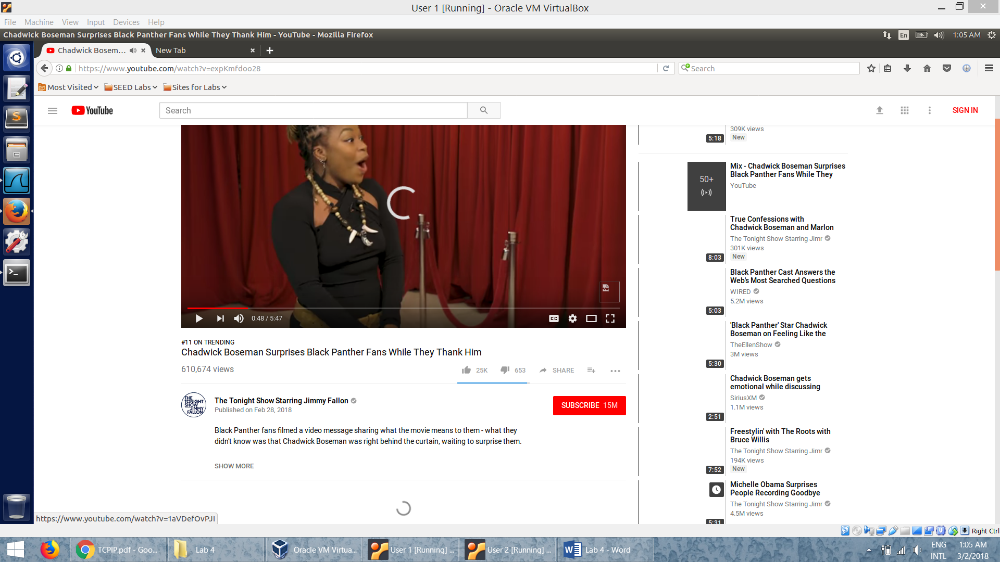 User 1 [Running] - Oracle VM VirtualBox
File Machine View Input Devices Help
Chadwick Boseman Surprises Black Panther Fans While They Thank Him - YouTube - Mozilla Firefox
En
1:05 AM
Chadwick Bosem...
New Tab
https://www.youtube.com/watch?v=expKmfdoo28
Search
Most Visited
SEED Labs
Sites for Labs
YouTube
Search
SIGN IN
0:48 / 5:47
CC
#11 ON TRENDING
Chadwick Boseman Surprises Black Panther Fans While They Thank Him
610,674 views
25K
653
SHARE
THE TONIGHT SHOW JIMMY FALLON
The Tonight Show Starring Jimmy Fallon
Published on Feb 28, 2018
SUBSCRIBE 15M
Black Panther fans filmed a video message sharing what the movie means to them - what they
didn't know was that Chadwick Boseman was right behind the curtain, waiting to surprise them.
SHOW MORE
309K views
5:18
New
50+
Mix - Chadwick Boseman Surprises
Black Panther Fans While They
YouTube
True Confessions with
Chadwick Boseman and Marlon
The Tonight Show Starring Jimr
301K views
8:03
New
Black Panther Cast Answers the
Web's Most Searched Questions
WIRED
5.2M views
5:03
'Black Panther' Star Chadwick
Boseman on Feeling Like the
TheEllenShow
3M views
5:30
Chadwick Boseman gets
emotional while discussing
SiriusXM
1.1M views
2:51
Freestylin' with The Roots with
Bruce Willis
The Tonight Show Starring Jimr
194K views
7:52
New
Michelle Obama Surprises
People Recording Goodbye
The Tonight Show Starring Jimr
4.5M views
5:31
https://www.youtube.com/watch?v=1aVDefOvPJI
Right Ctrl
TCPIP.pdf - Goo...
Lab 4
Oracle VM Virtua...
User 1 [Running] ...
User 2 [Running] ...
Lab 4 - Word
ENG
INTL
1:05 AM
3/2/2018